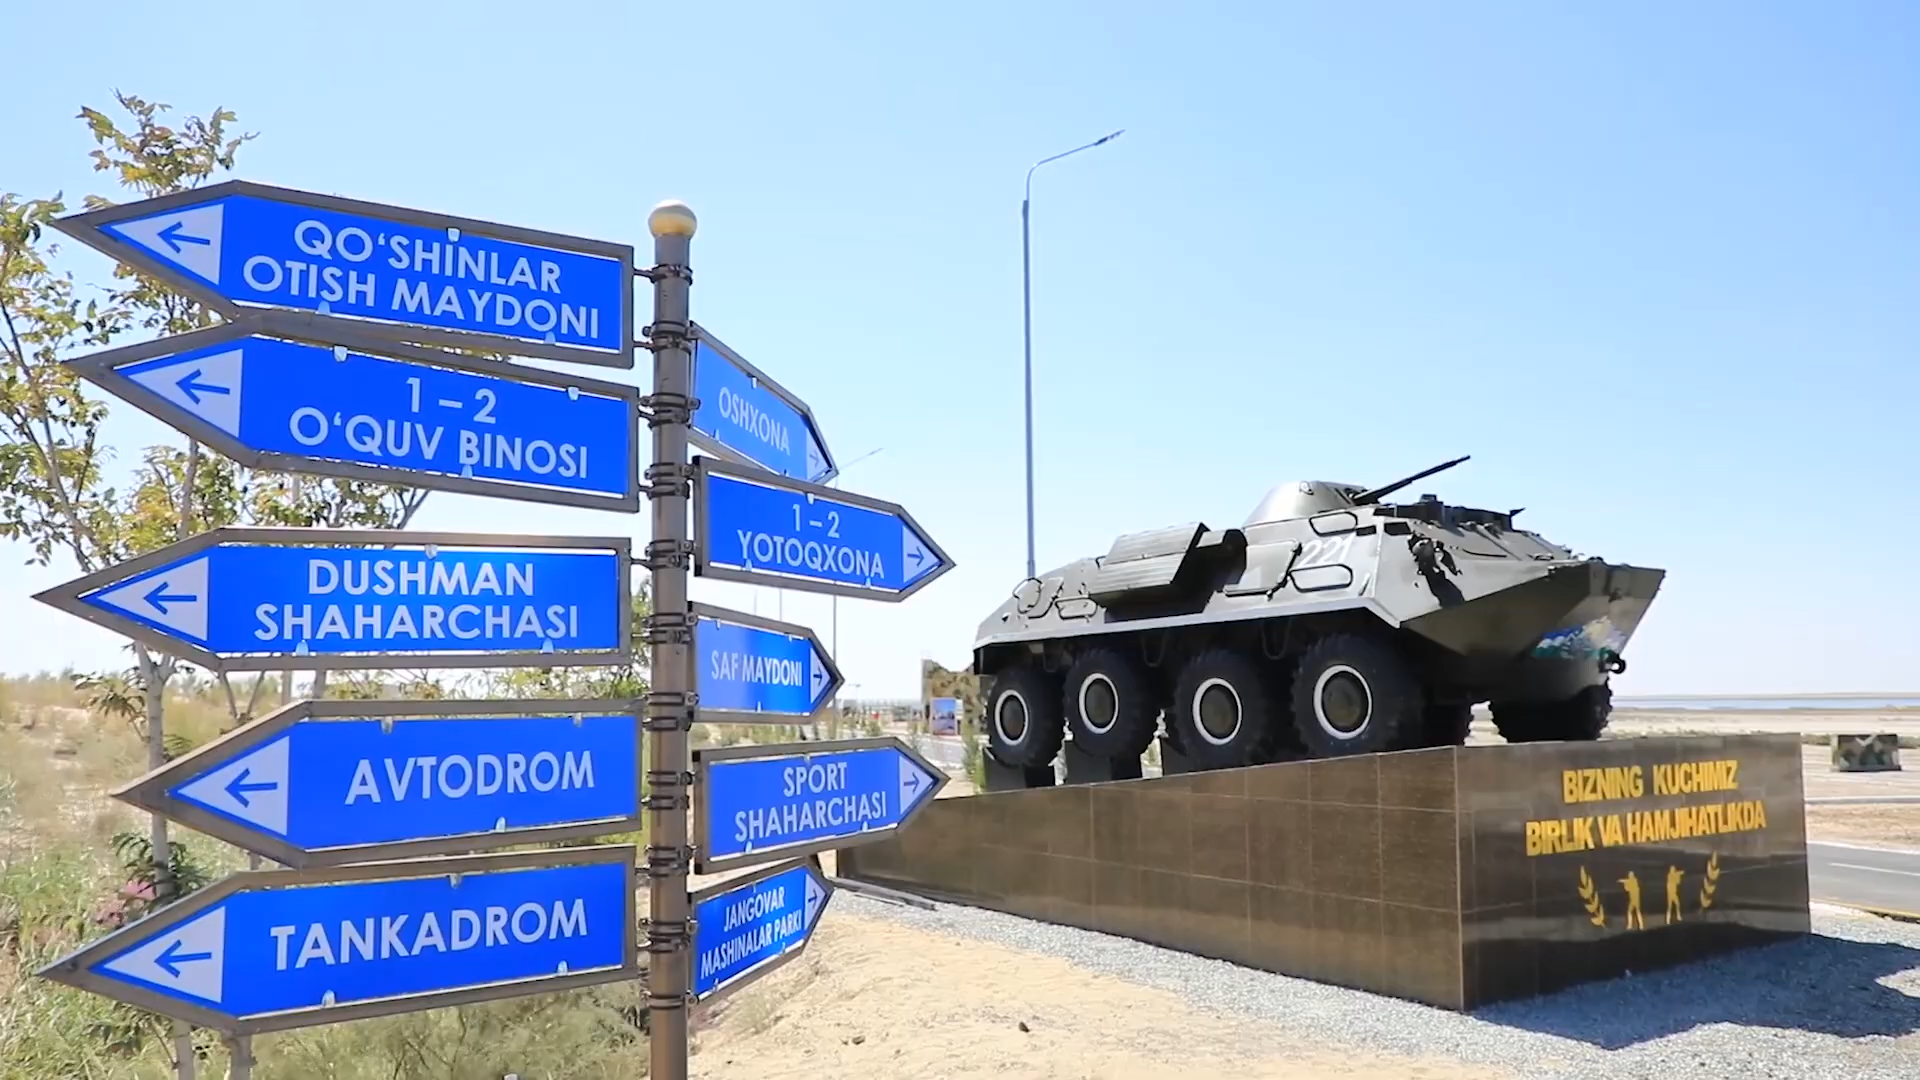 QO‘SHINLAR
OTISH MAYDONI
1 – 2
O‘QUV BINOSI
DUSHMAN
SHAHARCHASI
AVTODROM
TANKADROM
OSHXONA
1 – 2
YOTOQXONA
SAF MAYDONI
SPORT
SHAHARCHASI
JANGOVAR
MASHINALAR PARKI
221
BIZNING KUCHIMIZ
BIRLIK VA HAMJIHATLIKDA